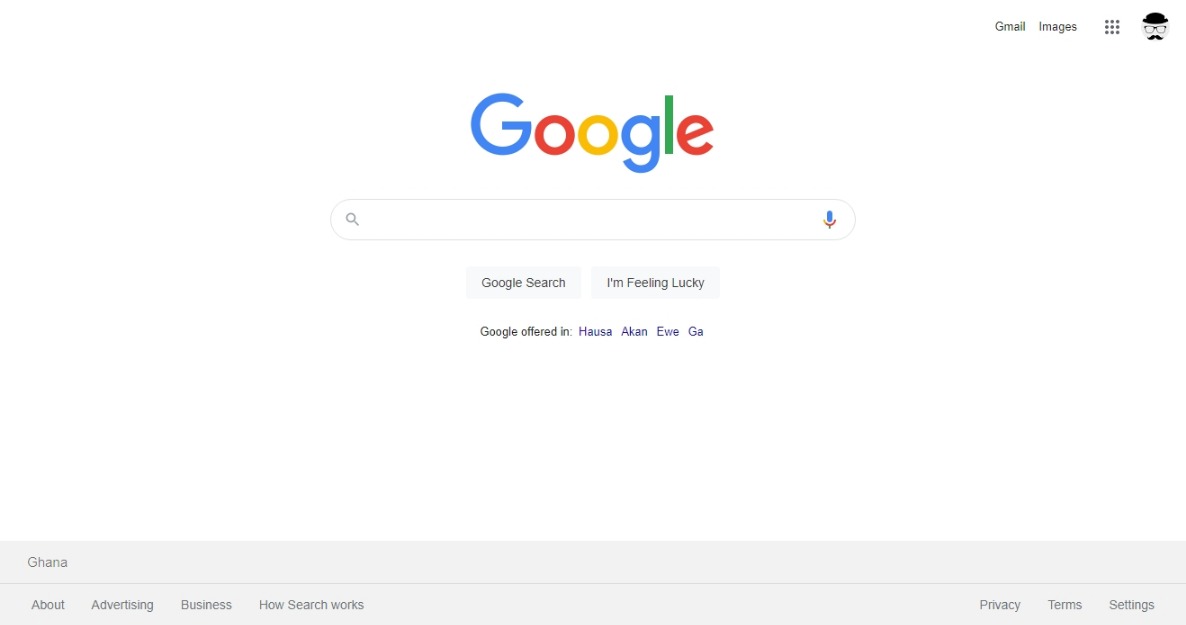 Gmail Images
Google
Google Search I'm Feeling Lucky
Google offered in: Hausa Akan Ewe Ga
Ghana
About Advertising Business How Search works Privacy Terms Settings